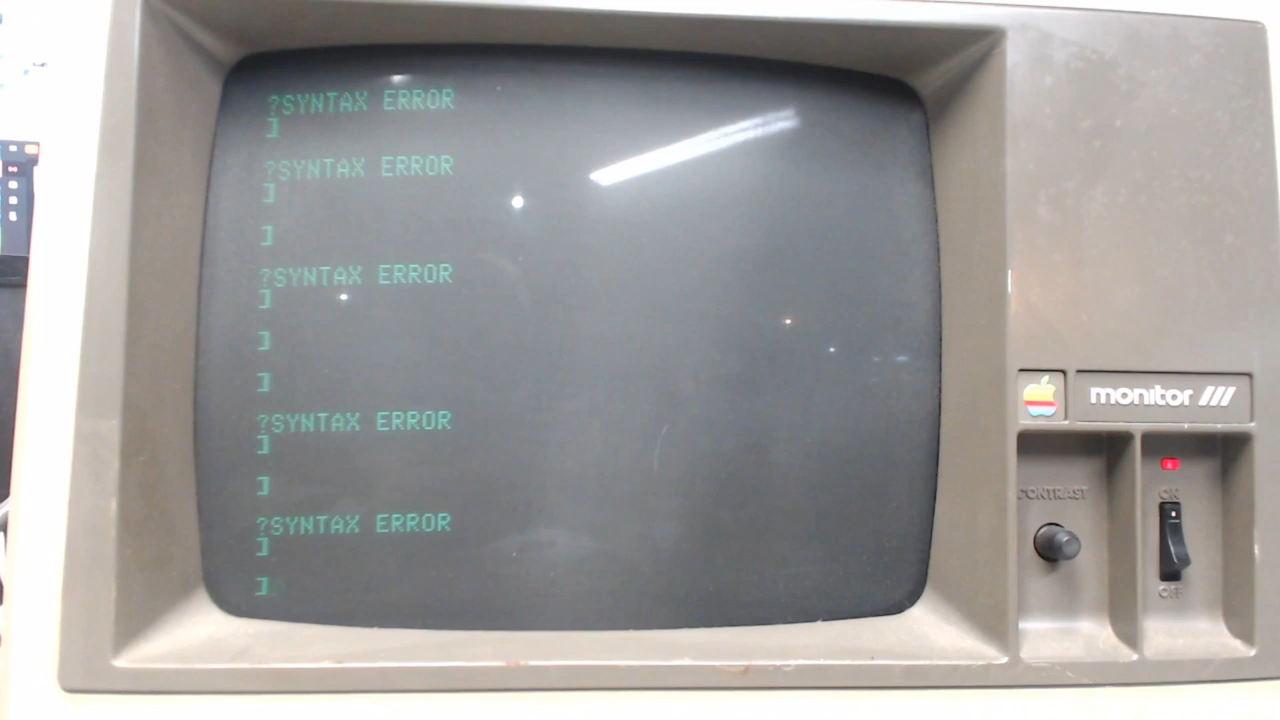 ?SYNTAX ERROR
]
?SYNTAX ERROR
]
]
?SYNTAX ERROR
]
]
]
?SYNTAX ERROR
]
]
?SYNTAX ERROR
]
]
monitor ///
CONTRAST
ON
OFF